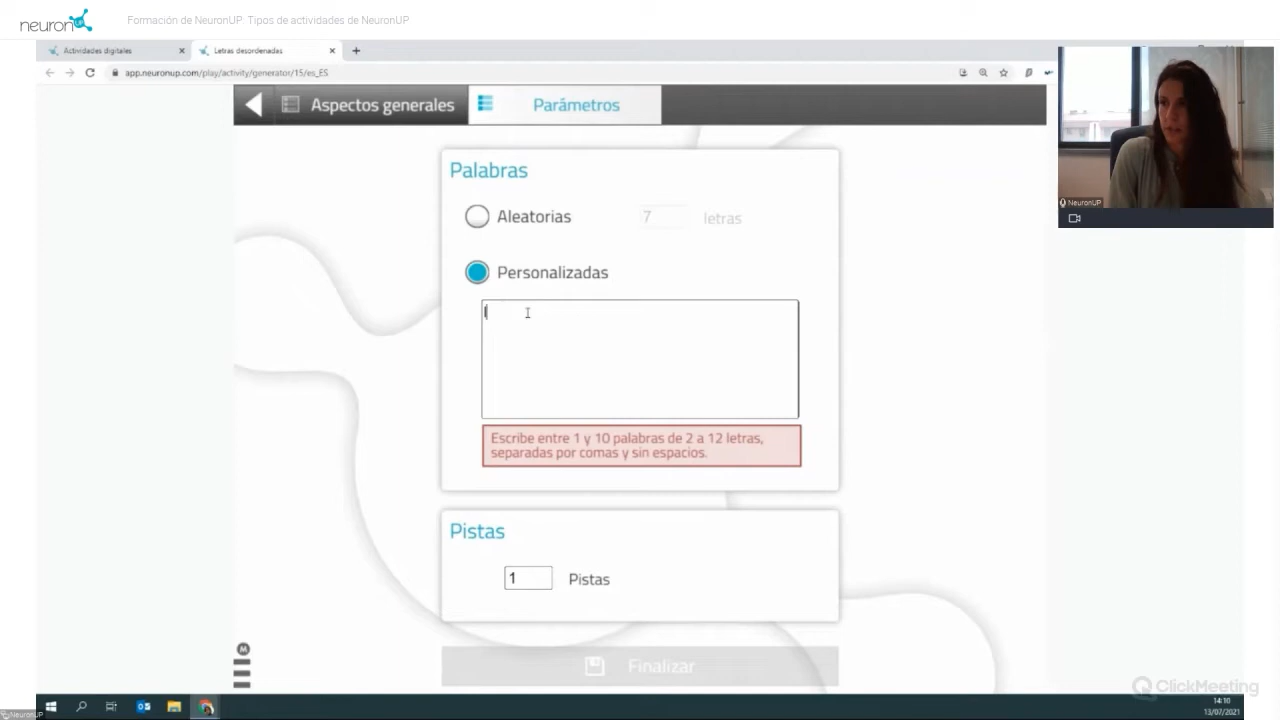 neuronUP
Formación de NeuronUP: Tipos de actividades de NeuronUP
Actividades digitales
Letras desordenadas
app.neuronup.com/play/activity/generator/15/es_ES
Aspectos generales
Parámetros
NeuronUP
Palabras
Aleatorias
7
letras
Personalizadas
Escribe entre 1 y 10 palabras de 2 a 12 letras,
separadas por comas y sin espacios.
Pistas
1
Pistas
M
Finalizar
ClickMeeting
14:10
13/07/2021
NeuronUP